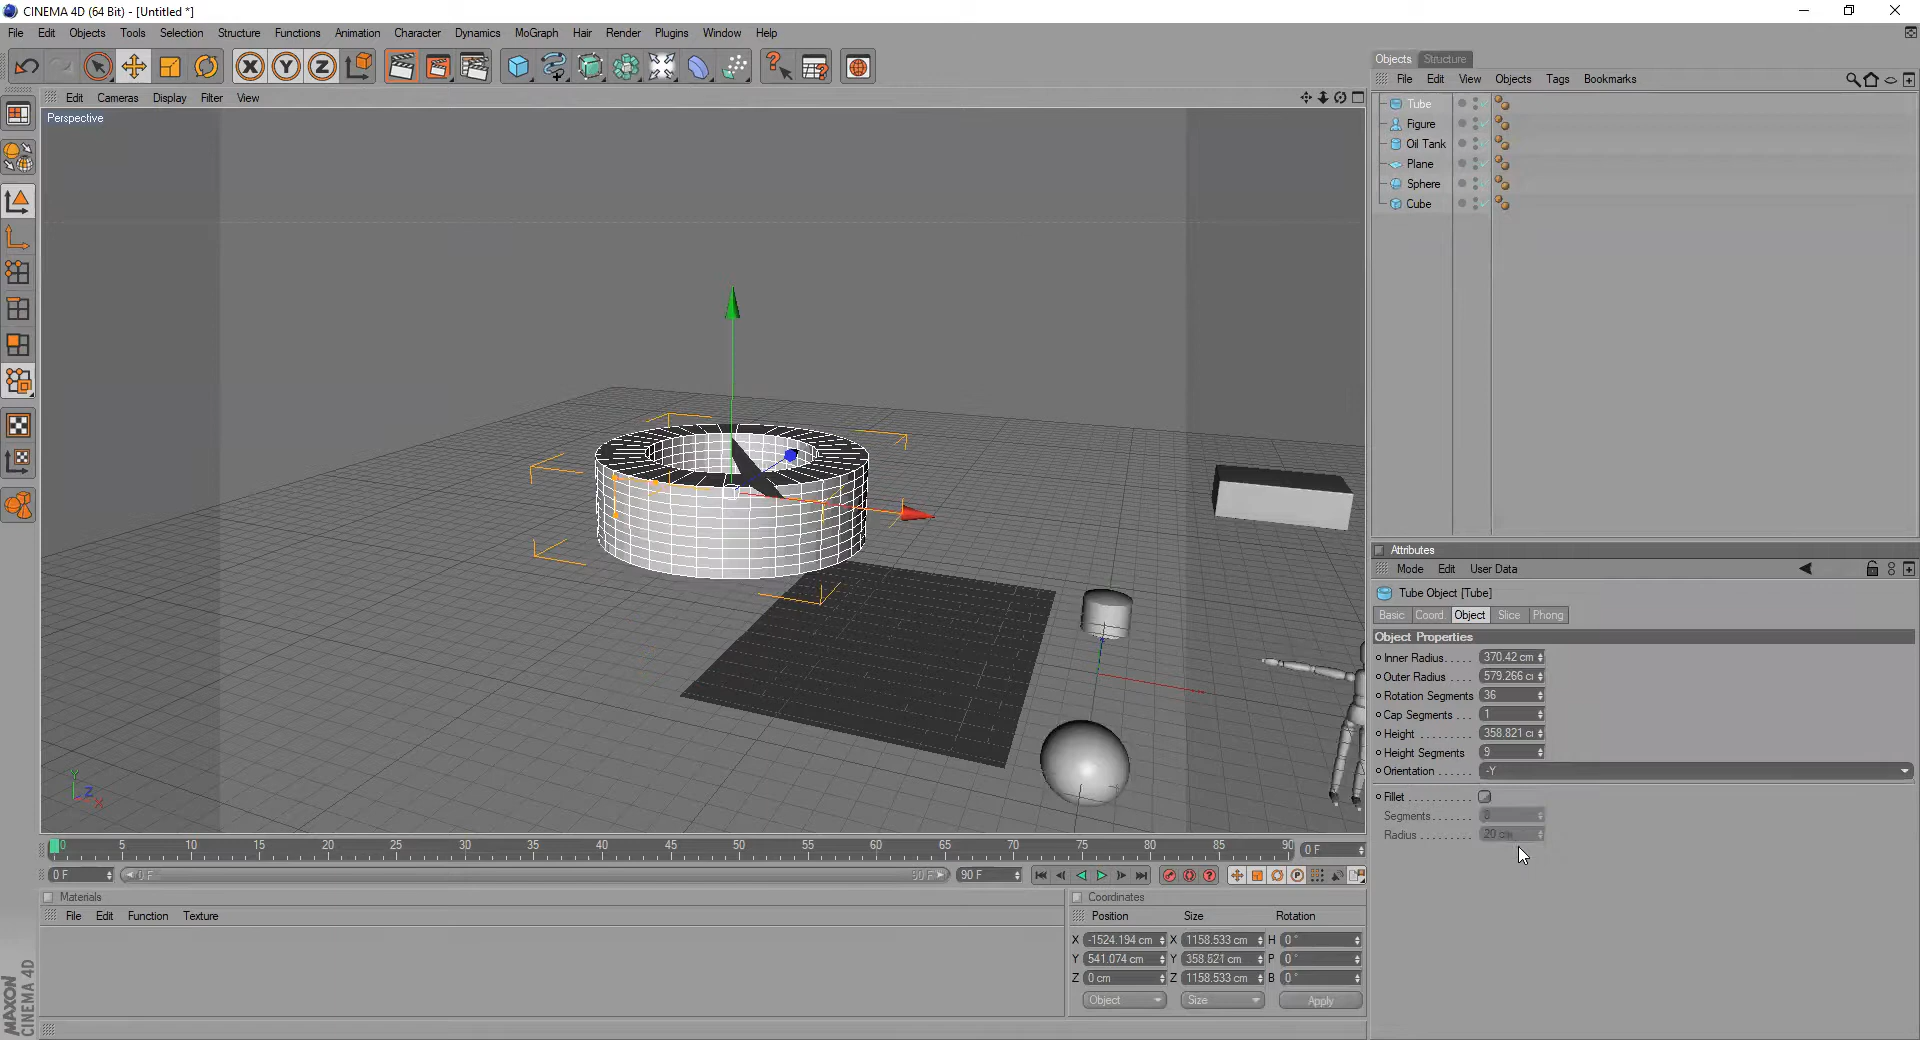 CINEMA 4D (64 Bit) - [Untitled *]
File Edit Objects Tools Selection Structure Functions Animation Character Dynamics MoGraph Hair Render Plugins Window Help
Edit Cameras Display Filter View
Perspective
Y
Z
X
0 5 10 15 20 25 30 35 40 45 50 55 60 65 70 75 80 85 90
0 F
0 F
0 F
90 F
90 F
Materials
File Edit Function Texture
Coordinates
Position Size Rotation
X -1524.194 cm X 1158.533 cm H 0 °
Y 541.074 cm Y 358.821 cm P 0 °
Z 0 cm Z 1158.533 cm B 0 °
Object Size Apply
MAXON
CINEMA 4D
Objects Structure
File Edit View Objects Tags Bookmarks
Tube
Figure
Oil Tank
Plane
Sphere
Cube
Attributes
Mode Edit User Data
Tube Object [Tube]
Basic Coord. Object Slice Phong
Object Properties
Inner Radius..... 370.42 cm
Outer Radius.... 579.266 c
Rotation Segments 36
Cap Segments... 1
Height........ 358.821 c
Height Segments 9
Orientation...... -Y
Fillet...........
Segments....... 8
Radius......... 20 cm